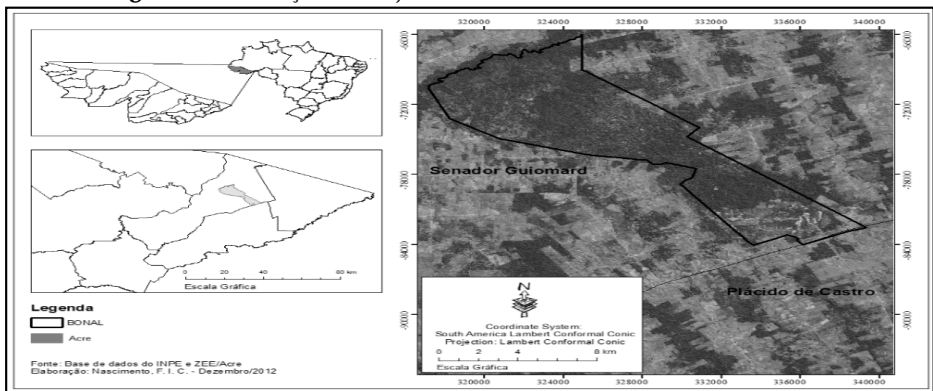 320000 324000 328000 332000 336000 340000
-66000
-72000
-78000
-84000
-90000
Senador Guiomard
Plácido de Castro
0 20 40 80 km
Escala Gráfica
Legenda
BONAL
Acre
Fonte: Base de dados do INPE e ZEE/Acre
Elaboração: Nascimento, F. I. C. - Dezembro/2012
N
Coordinate System:
South America Lambert Conformal Conic
Projection: Lambert Conformal Conic
0 2 4 8 km
Escala Gráfica
320000 324000 328000 332000 336000 340000
-66000
-72000
-78000
-84000
-90000